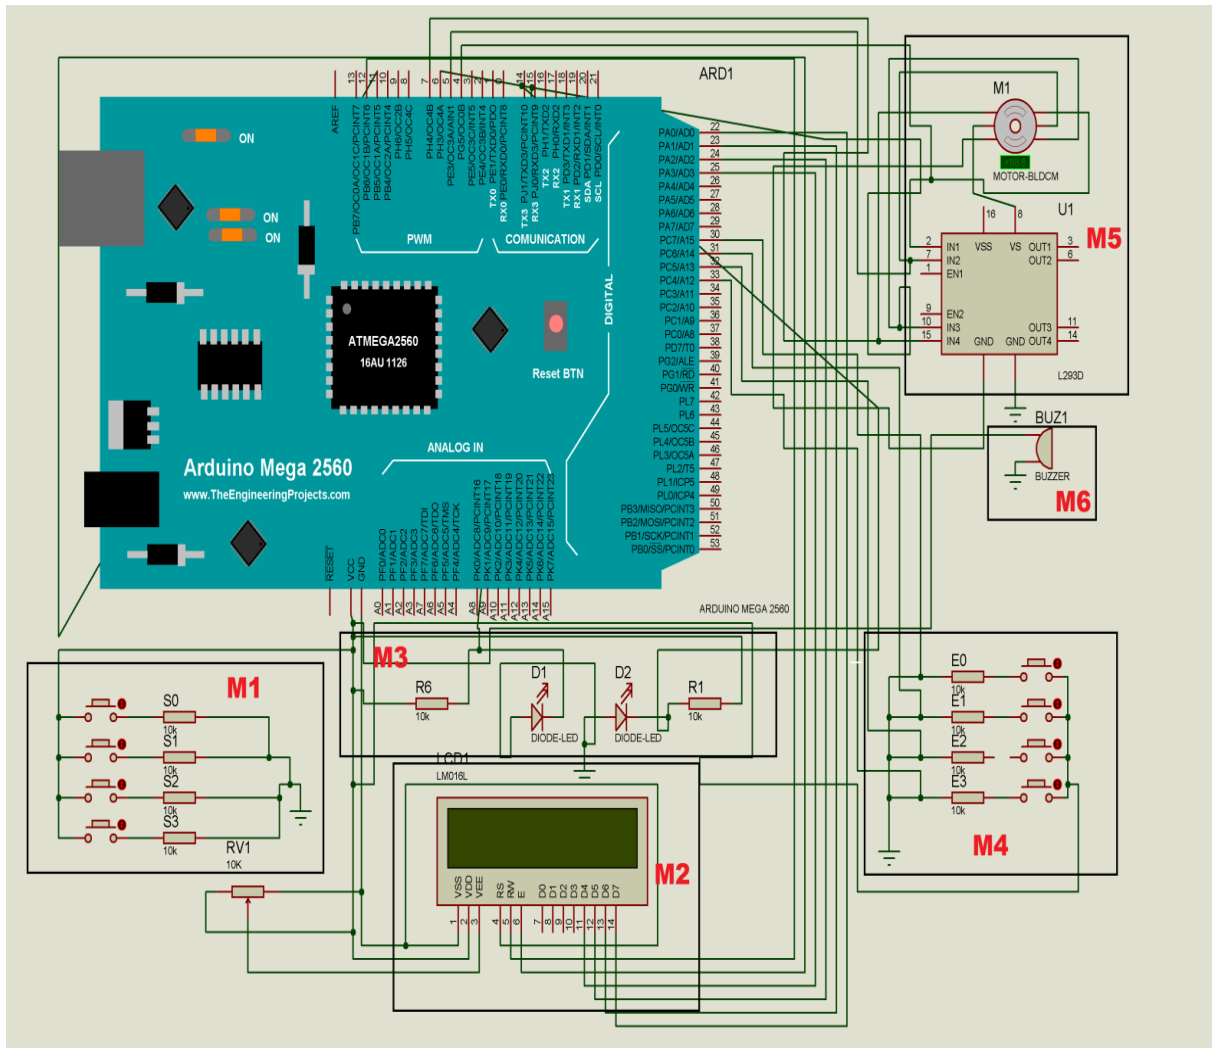 ARD1
13
12
11
10
9
8
7
6
5
4
3
2
1
0
14
15
16
17
18
19
20
21
AREF
PB7/OC0A/OC1C/PCINT7
PB6/OC1B/PCINT6
PB5/OC1A/PCINT5
PB4/OC2A/PCINT4
PH6/OC2B
PH5/OC4C
PH4/OC4B
PH3/OC4A
PE3/OC3A/AIN1
PG5/OC0B
PE5/OC3C/INT5
PE4/OC3B/INT4
TX0 PE1/TXD0/PDO
RX0 PE0/RXD0/PCINT8
TX3 PJ1/TXD3/PCINT10
RX3 PJ0/RXD3/PCINT9
TX2 PH1/TXD2
RX2 PH0/RXD2
TX1 PD3/TXD1/INT3
RX1 PD2/RXD1/INT2
SDA PD1/SDA/INT1
SCL PD0/SCL/INT0
PWM
COMUNICATION
DIGITAL
ON
ON
ON
ATMEGA2560
16AU 1126
Reset BTN
ANALOG IN
Arduino Mega 2560
www.TheEngineeringProjects.com
PA0/AD0 22
PA1/AD1 23
PA2/AD2 24
PA3/AD3 25
PA4/AD4 26
PA5/AD5 27
PA6/AD6 28
PA7/AD7 29
PC7/A15 30
PC6/A14 31
PC5/A13 32
PC4/A12 33
PC3/A11 34
PC2/A10 35
PC1/A9 36
PC0/A8 37
PD7/T0 38
PG2/ALE 39
PG1/RD 40
PG0/WR 41
PL7 42
PL6 43
PL5/OC5C 44
PL4/OC5B 45
PL3/OC5A 46
PL2/T5 47
PL1/ICP5 48
PL0/ICP4 49
PB3/MISO/PCINT3 50
PB2/MOSI/PCINT2 51
PB1/SCK/PCINT1 52
PB0/SS/PCINT0 53
RESET
VCC
GND
PF0/ADC0
PF1/ADC1
PF2/ADC2
PF3/ADC3
PF7/ADC7/TDI
PF6/ADC6/TDO
PF5/ADC5/TMS
PF4/ADC4/TCK
PK0/ADC8/PCINT16
PK1/ADC9/PCINT17
PK2/ADC10/PCINT18
PK3/ADC11/PCINT19
PK4/ADC12/PCINT20
PK5/ADC13/PCINT21
PK6/ADC14/PCINT22
PK7/ADC15/PCINT23
A0
A1
A2
A3
A7
A6
A5
A4
A8
A9
A10
A11
A12
A13
A14
A15
ARDUINO MEGA 2560
M1
MOTOR-BLDCM
U1
M5
16
8
2 IN1 VSS VS OUT1 3
7 IN2 OUT2 6
1 EN1
9 EN2
10 IN3 OUT3 11
15 IN4 GND GND OUT4 14
L293D
BUZ1
BUZZER
M6
M3
R6
10k
D1
DIODE-LED
D2
DIODE-LED
R1
10k
M1
S0
10k
S1
10k
S2
10k
S3
10k
RV1
10K
E0
10k
E1
10k
E2
10k
E3
10k
M4
LCD1
LM016L
M2
VSS
VDD
VEE
RS
RW
E
D0
D1
D2
D3
D4
D5
D6
D7
1
2
3
4
5
6
7
8
9
10
11
12
13
14